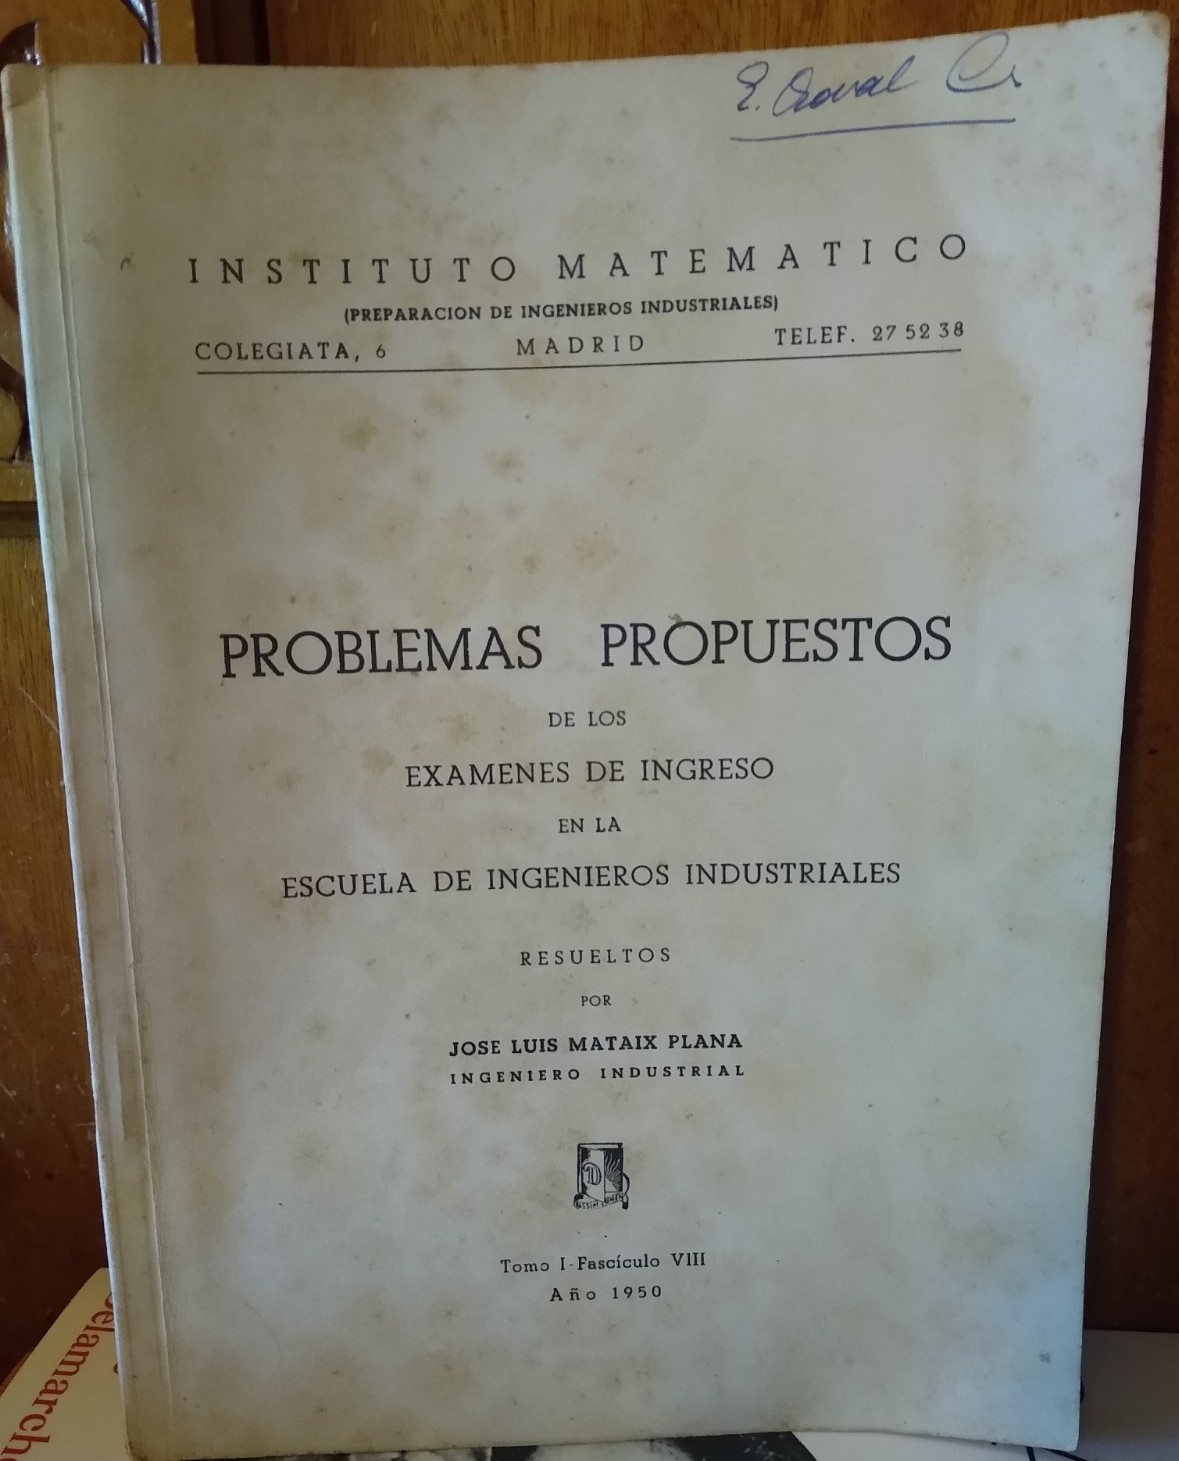 E.
INSTITUTO MATEMATICO
(PREPARACION DE INGENIEROS INDUSTRIALES)
COLEGIATA, 6 MADRID TELEF. 27 52 38
PROBLEMAS PROPUESTOS
DE LOS
EXAMENES DE INGRESO
EN LA
ESCUELA DE INGENIEROS INDUSTRIALES
RESUELTOS
POR
JOSE LUIS MATAIX PLANA
INGENIERO INDUSTRIAL
D
Tomo I-Fascículo VIII
Año 1950